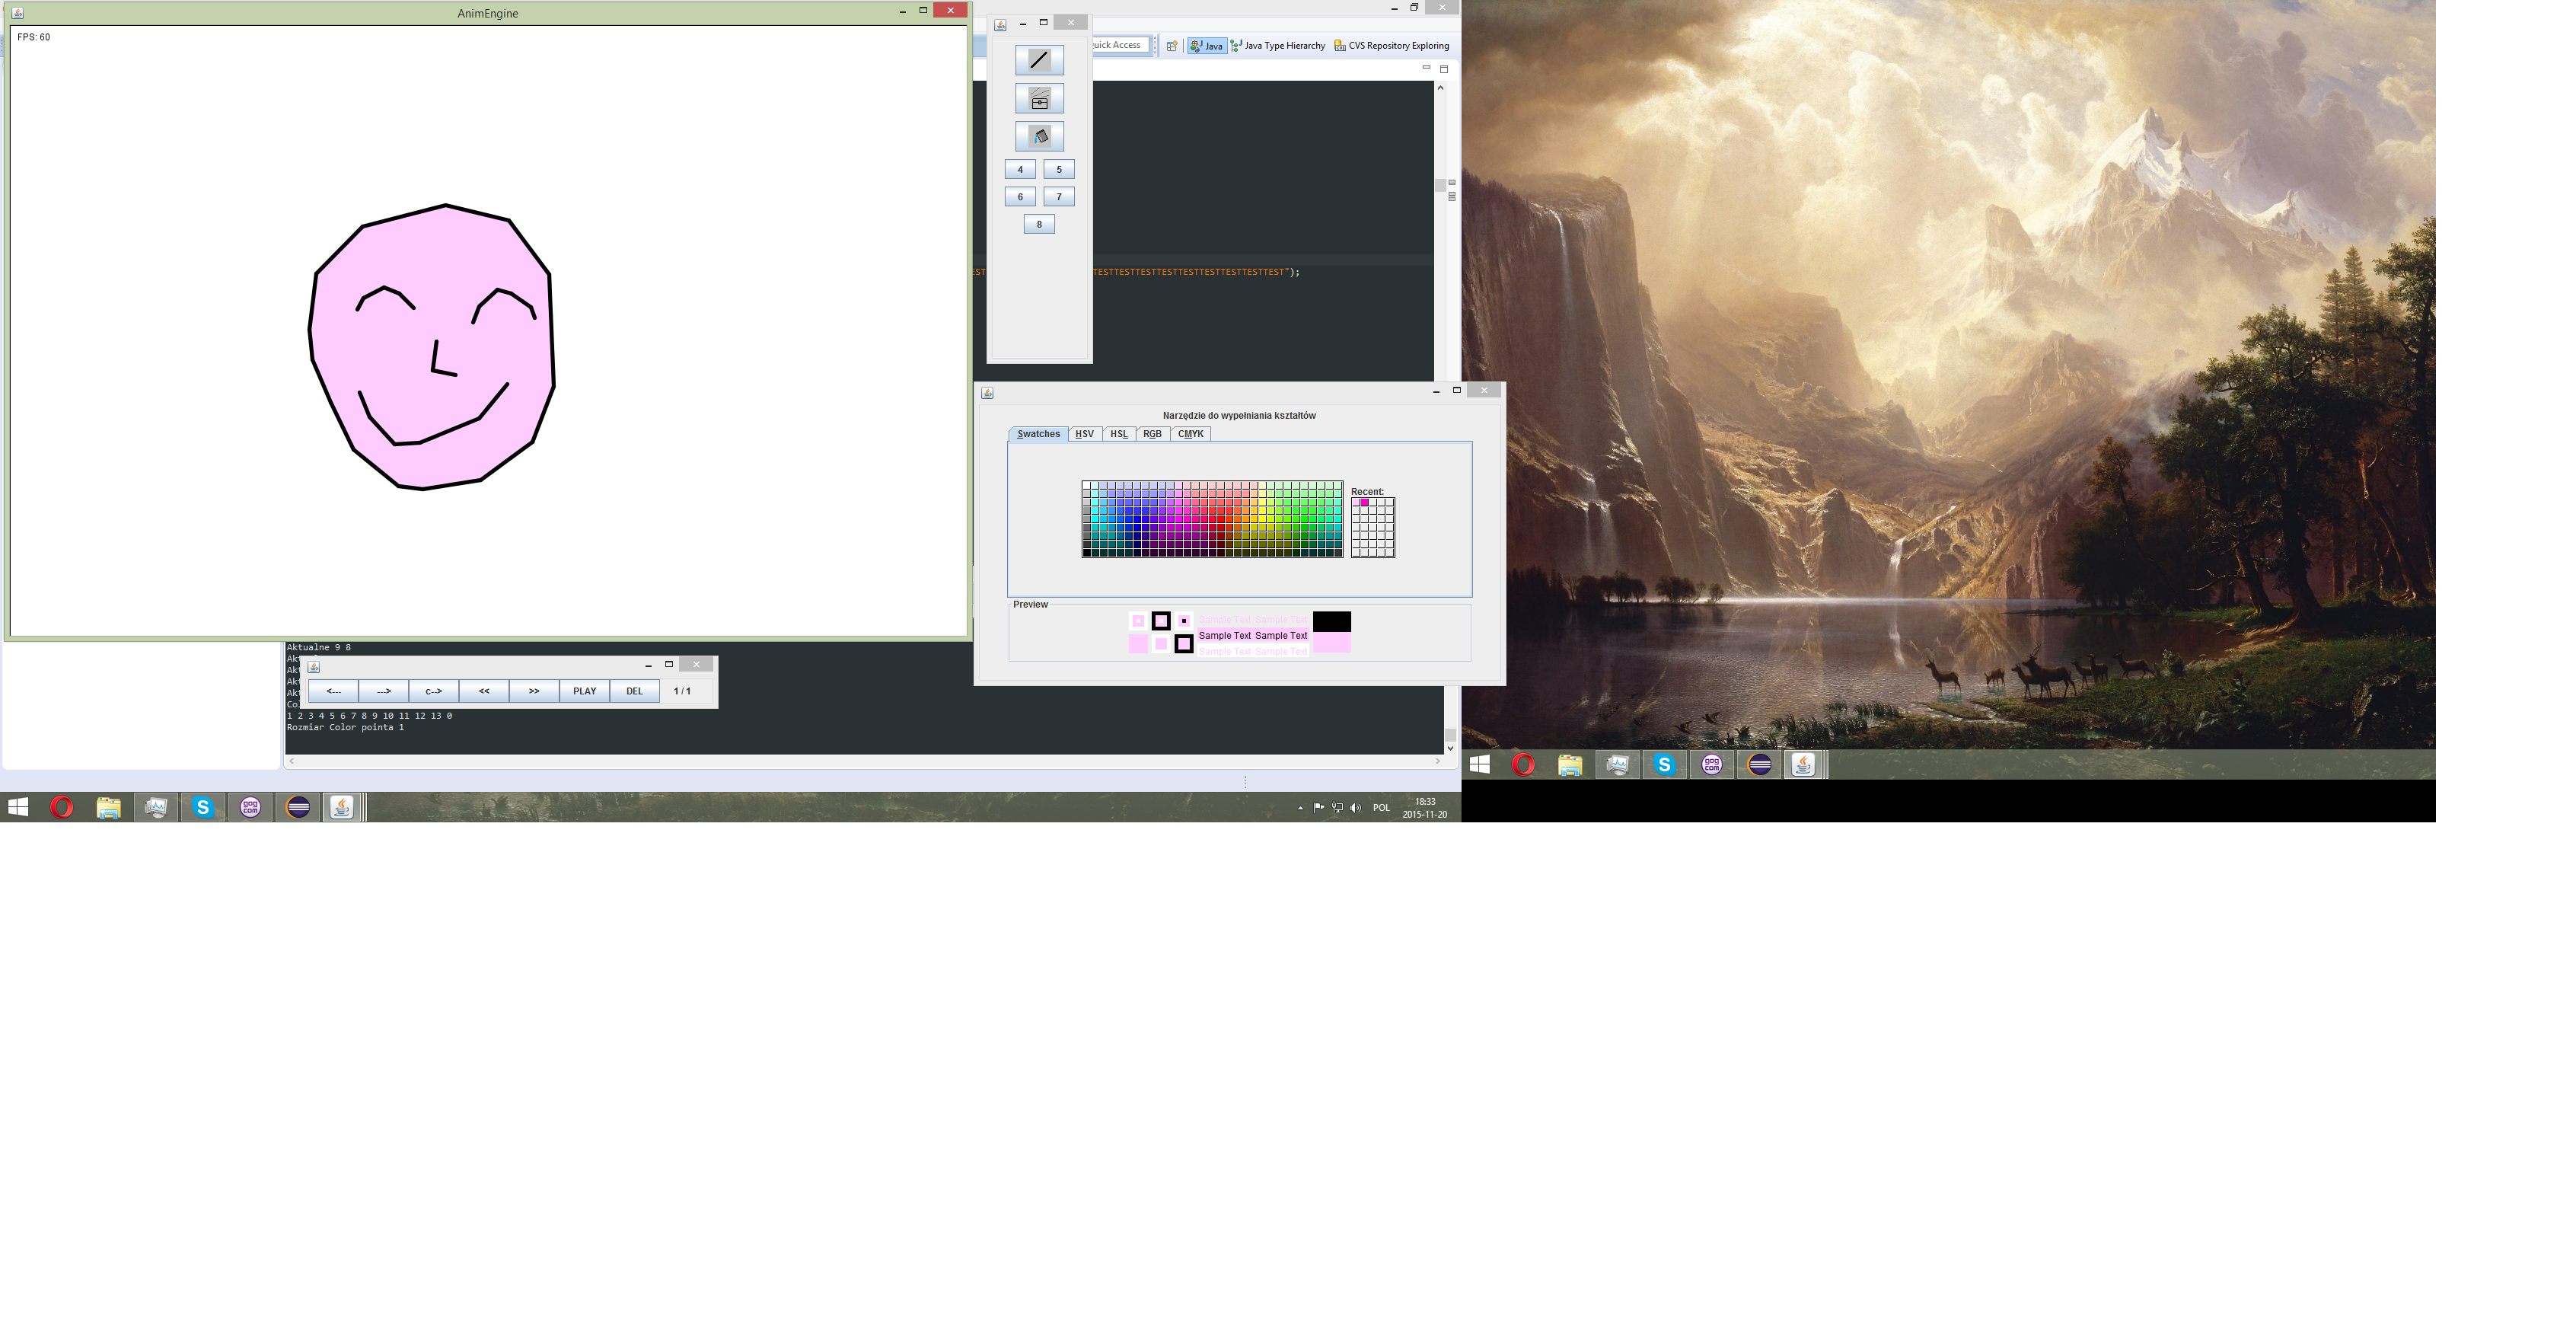 AnimEngine
FPS: 60
uick Access
Java
Java Type Hierarchy
CVS Repository Exploring
4
5
6
7
8
EST
TESTTESTTESTTESTTESTTESTTESTTESTTEST");
Narzędzie do wypełniania kształtów
Swatches
HSV
HSL
RGB
CMYK
Recent:
Preview
Sample Text Sample Text
Sample Text Sample Text
Sample Text Sample Text
Aktualne 9 8
Ak
Ak
Ak
Ak
Co
<---
--->
c-->
<<
>>
PLAY
DEL
1 / 1
1 2 3 4 5 6 7 8 9 10 11 12 13 0
Rozmiar Color pointa 1
POL
18:33
2015-11-20
gog
com
gog
com